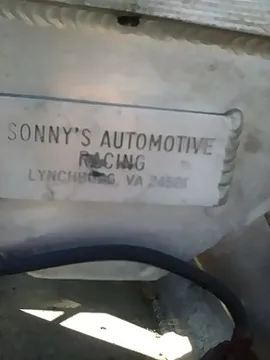 SONNY'S AUTOMOTIVE
RACING
LYNCHBURG, VA